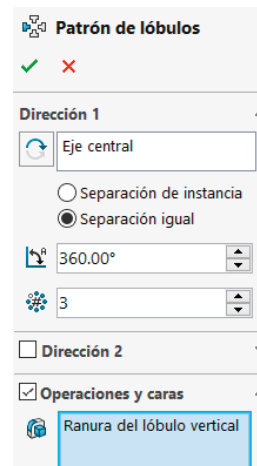 Patrón de lóbulos
Dirección 1
Eje central
Separación de instancia
Separación igual
360.00°
3
Dirección 2
Operaciones y caras
Ranura del lóbulo vertical